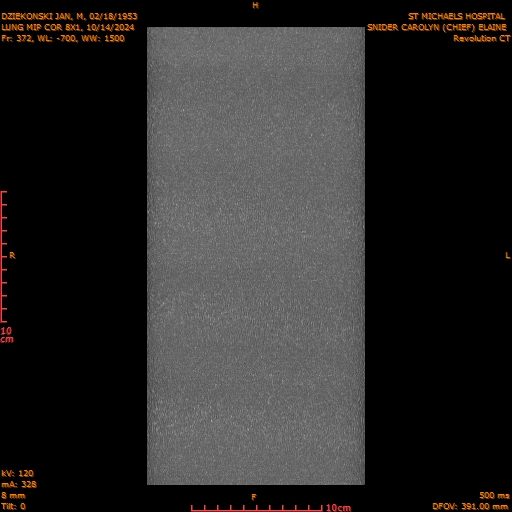 H
DZIEKONSKI JAN, M, 02/18/1953
LUNG MIP COR 8X1, 10/14/2024
Fr: 372, WL: -700, WW: 1500
ST MICHAELS HOSPITAL
SNIDER CAROLYN (CHIEF) ELAINE
Revolution CT
R
L
10
cm
kV: 120
mA: 328
8 mm
Tilt: 0
F
10cm
500 ms
DFOV: 391.00 mm